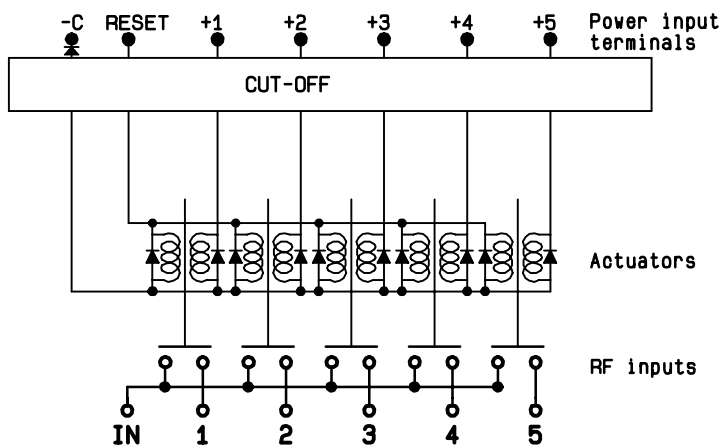 -C RESET +1 +2 +3 +4 +5 Power input
terminals
CUT-OFF
Actuators
RF inputs
IN 1 2 3 4 5